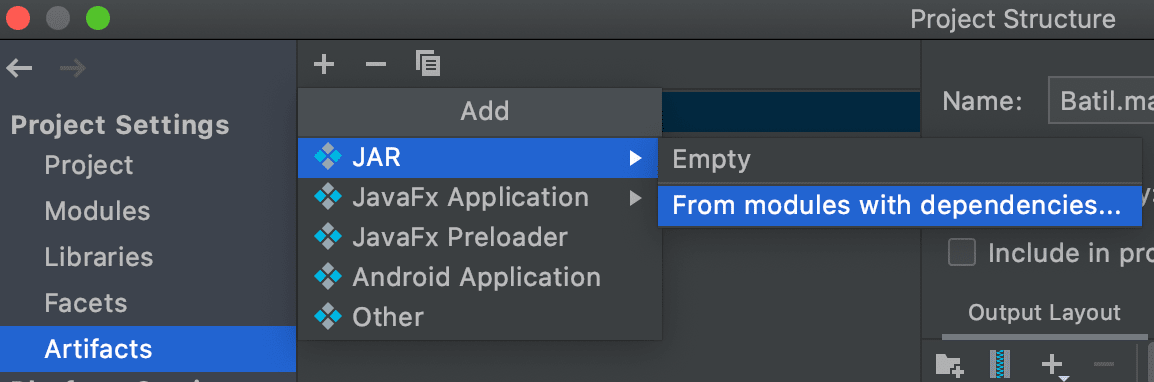 Project Structure
Project Settings
Project
Modules
Libraries
Facets
Artifacts
Add
JAR
JavaFx Application
JavaFx Preloader
Android Application
Other
Empty
From modules with dependencies...
Name:
Batil.ma
Include in pro
Output Layout